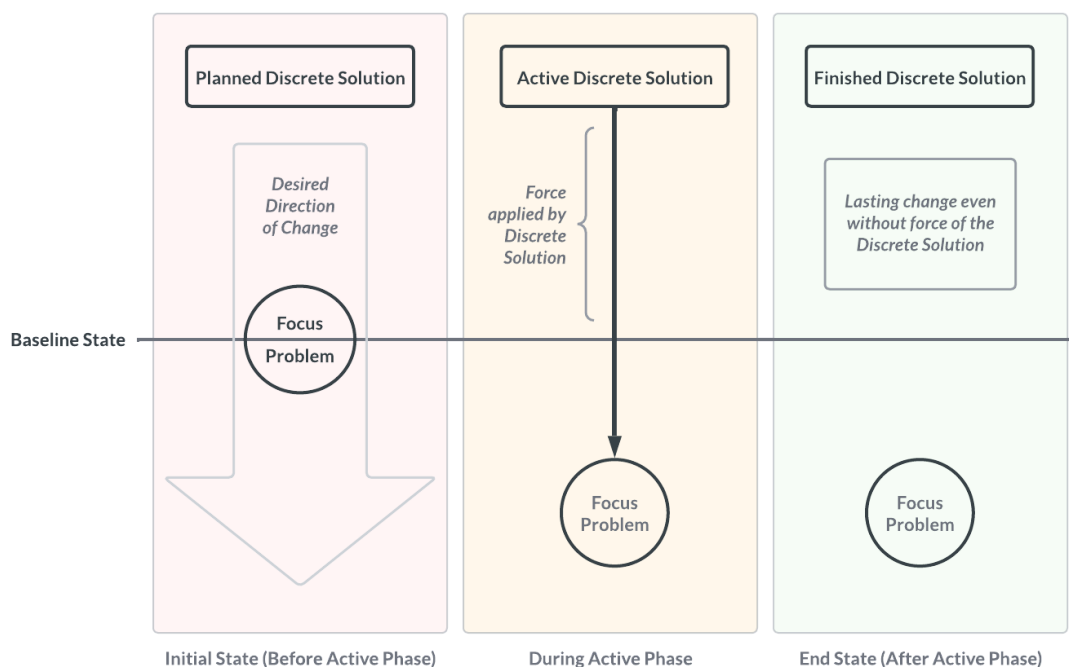 Planned Discrete Solution
Active Discrete Solution
Finished Discrete Solution
Desired
Direction
of Change
Force
applied by
Discrete
Solution
Lasting change even
without force of the
Discrete Solution
Baseline State
Focus
Problem
Focus
Problem
Focus
Problem
Initial State (Before Active Phase)
During Active Phase
End State (After Active Phase)